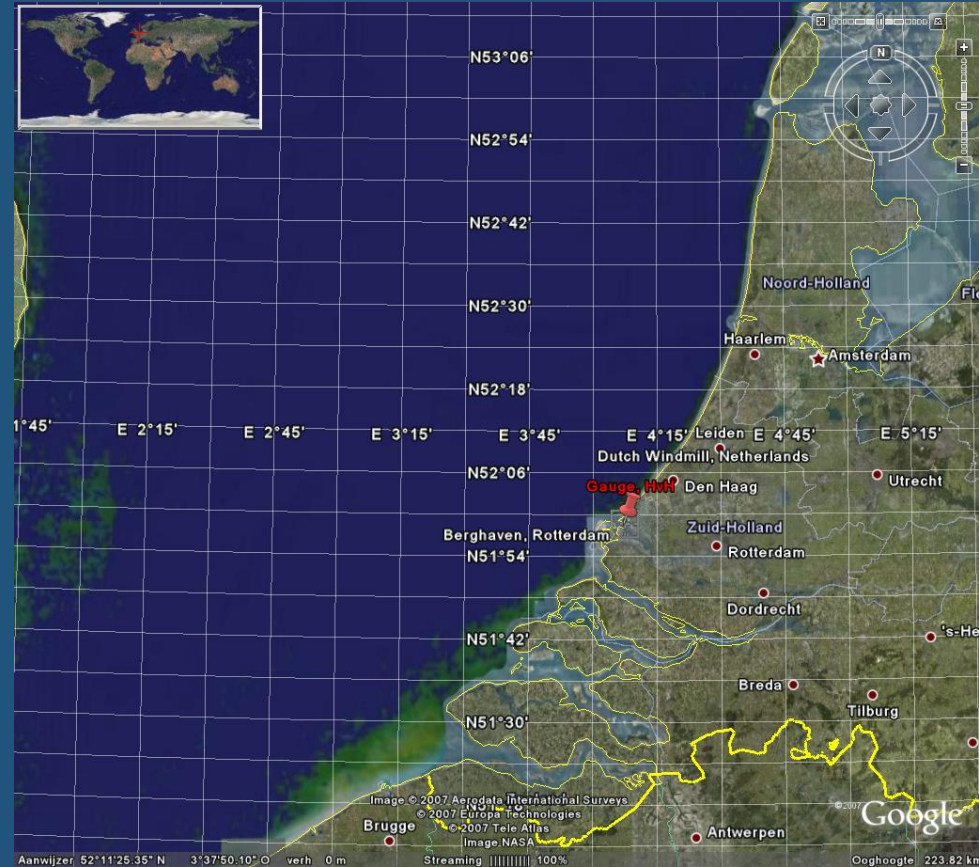 N
N53°06'
N52°54'
N52°42'
Noord-Holland
N52°30'
Haarlem
Amsterdam
N52°18'
1°45' E 2°15' E 2°45' E 3°15' E 3°45' E 4°15' Leiden E 4°45' E 5°15'
Dutch Windmill, Netherlands
N52°06'
Utrecht
Gauge, HvH Den Haag
Zuid-Holland
Berghaven, Rotterdam
Rotterdam
N51°54'
Dordrecht
N51°42'
's-He
Breda
Tilburg
N51°30'
Image © 2007 Aerodata International Surveys
© 2007 Europa Technologies
Brugge
© 2007 Tele Atlas
Image NASA
Antwerpen
©2007 Google™
Aanwijzer 52°11'25.35" N 3°37'50.10" O verh 0 m Streaming 100% Ooghoogte 223.82 km